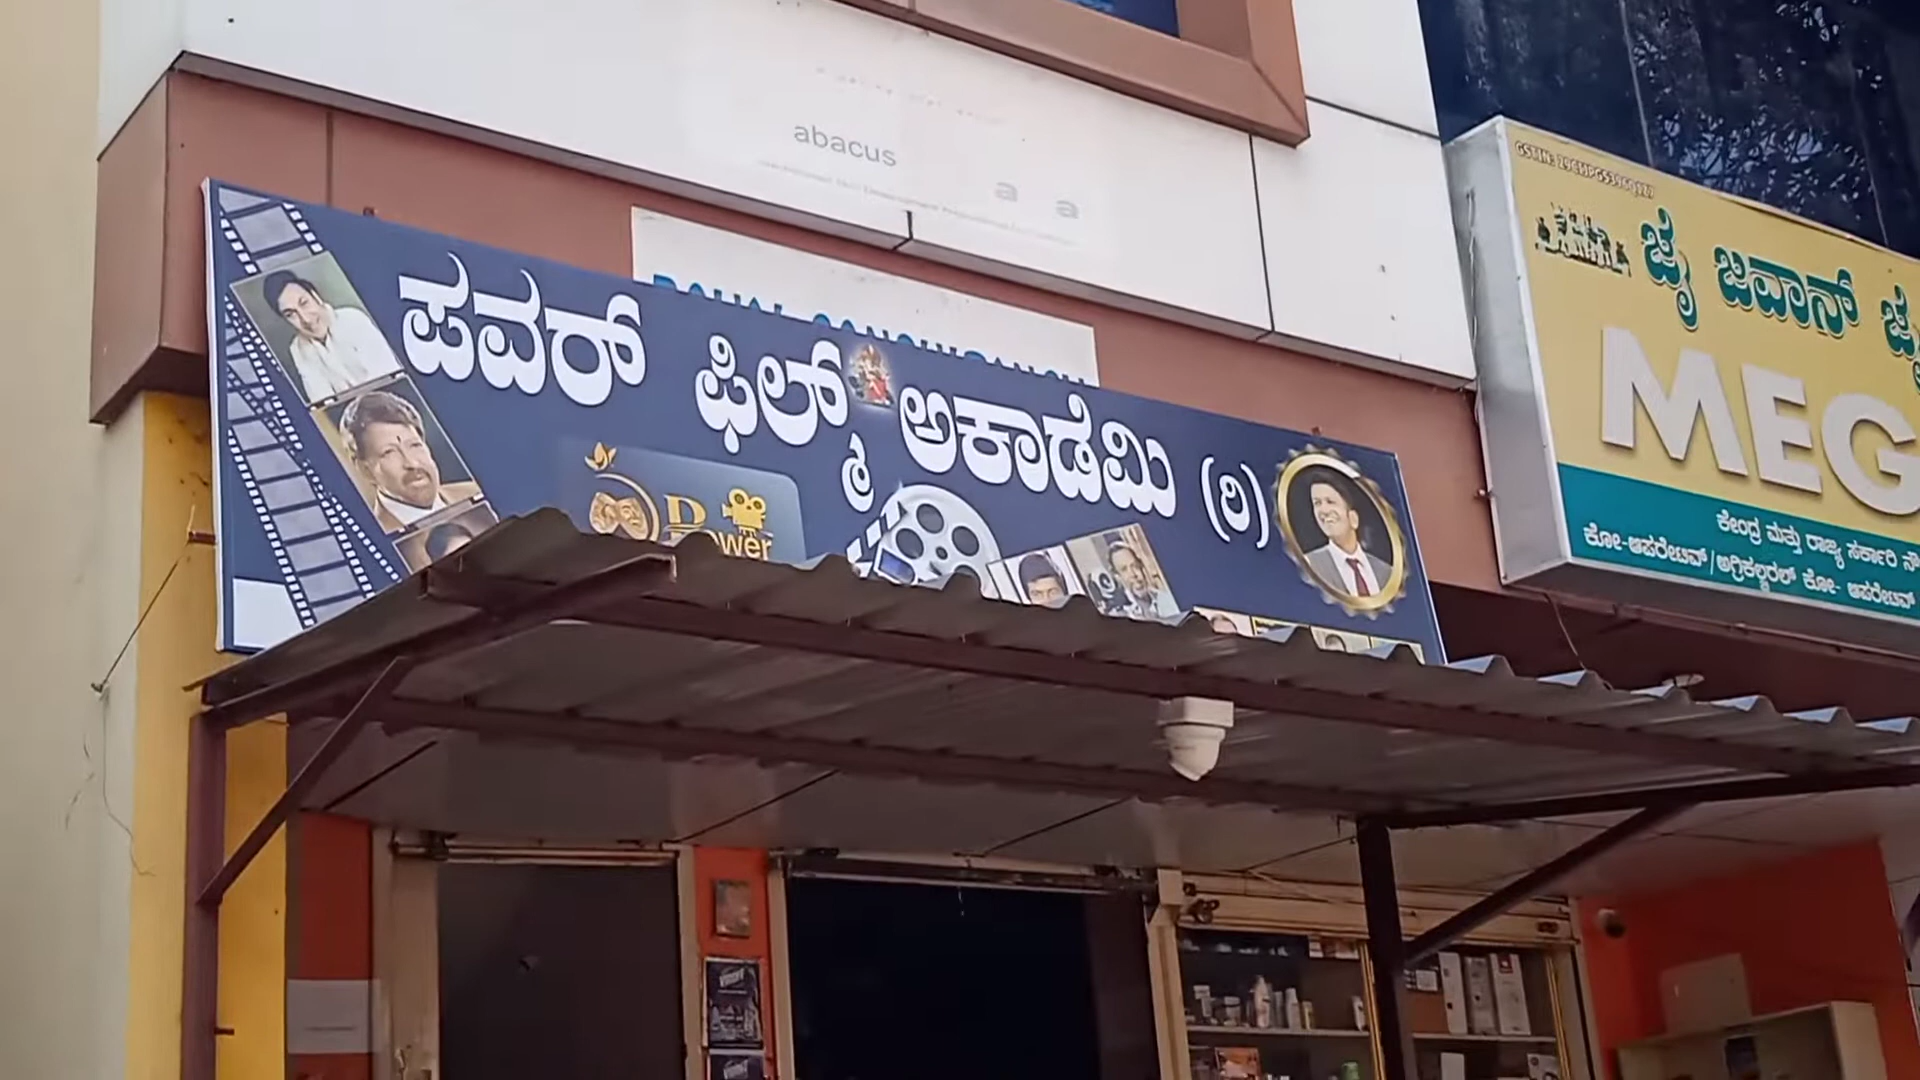 abacus
ಪವರ್ ಫಿಲ್ಮ್ ಅಕಾಡೆಮಿ (ರಿ)
Power
ಜೈ ಜವಾನ್ ಜೈ
MEG
ಕೇಂದ್ರ ಮತ್ತು ರಾಜ್ಯ ಸರ್ಕಾರಿ ನೌ
ಕೋ-ಆಪರೇಟಿವ್/ಅಗ್ರಿಕಲ್ಚರಲ್ ಕೋ- ಆಪರೇಟಿವ್